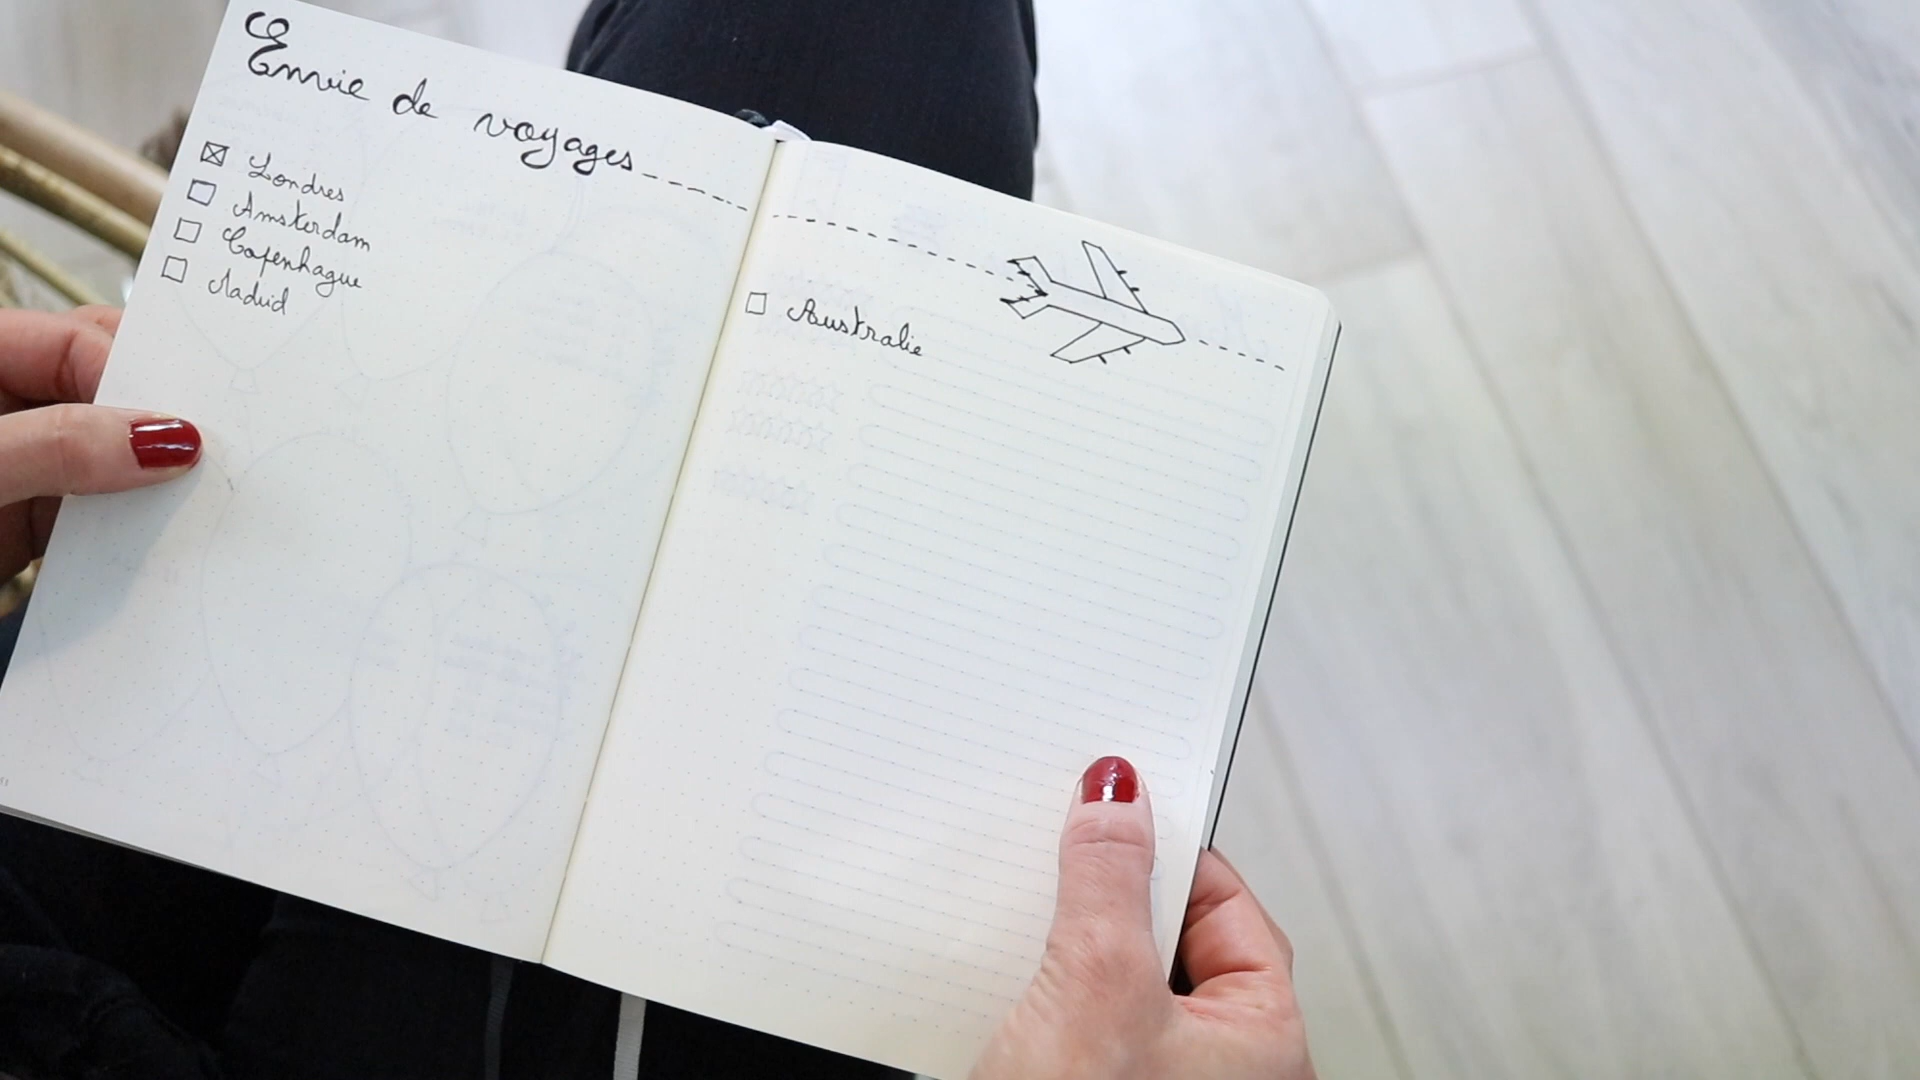 Envie de voyages
Londres
Amsterdam
Copenhague
Madrid
Australie